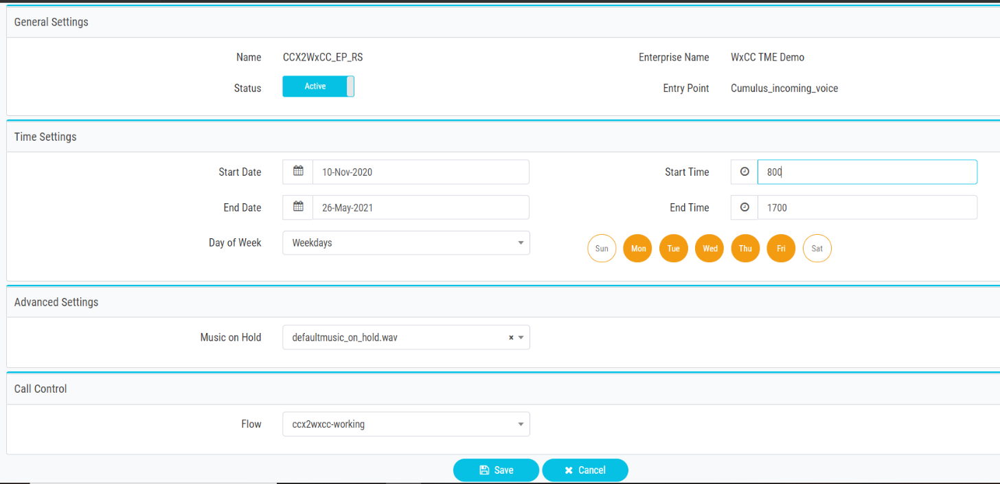 General Settings
Name CCX2WxCC_EP_RS Enterprise Name WxCC TME Demo
Status Active Entry Point Cumulus_incoming_voice
Time Settings
Start Date 10-Nov-2020 Start Time 800
End Date 26-May-2021 End Time 1700
Day of Week Weekdays Sun Mon Tue Wed Thu Fri Sat
Advanced Settings
Music on Hold defaultmusic_on_hold.wav ×
Call Control
Flow ccx2wxcc-working
Save Cancel